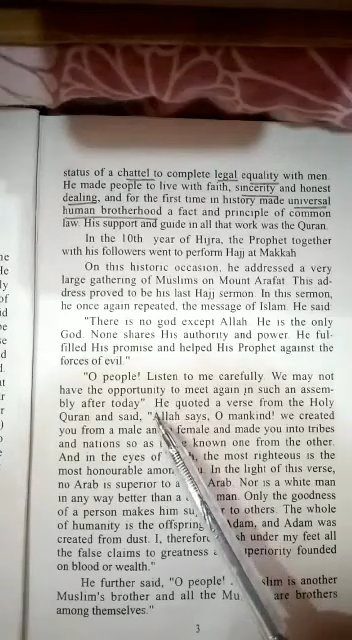 status of a chattel to complete legal equality with men.
He made people to live with faith, sincerity and honest
dealing, and for the first time in history made universal
human brotherhood a fact and principle of common
law. His support and guide in all that work was the Quran.
In the 10th year of Hijra, the Prophet together
with his followers went to perform Hajj at Makkah
On this historic occasion, he addressed a very
large gathering of Muslims on Mount Arafat. This ad-
dress proved to be his last Hajj sermon. In this sermon,
he once again repeated, the message of Islam. He said:
"There is no god except Allah. He is the only
God. None shares His authority and power. He ful-
filled His promise and helped His Prophet against the
forces of evil."
"O people! Listen to me carefully. We may not
have the opportunity to meet again in such an assem-
bly after today". He quoted a verse from the Holy
Quran and said, "Allah says, O mankind! we created
you from a male an female and made you into tribes
and nations so as known one from the other.
And in the eyes of the most righteous is the
most honourable In the light of this verse,
no Arab is superior to a Arab. Nor is a white man
in any way better than a man. Only the goodness
of a person makes him to others. The whole
of humanity is the offspring Adam, and Adam was
created from dust. I, under my feet all
the false claims to greatness founded
on blood or wealth."
He further said, "O people! is another
Muslim's brother and all the are brothers
among themselves."
3